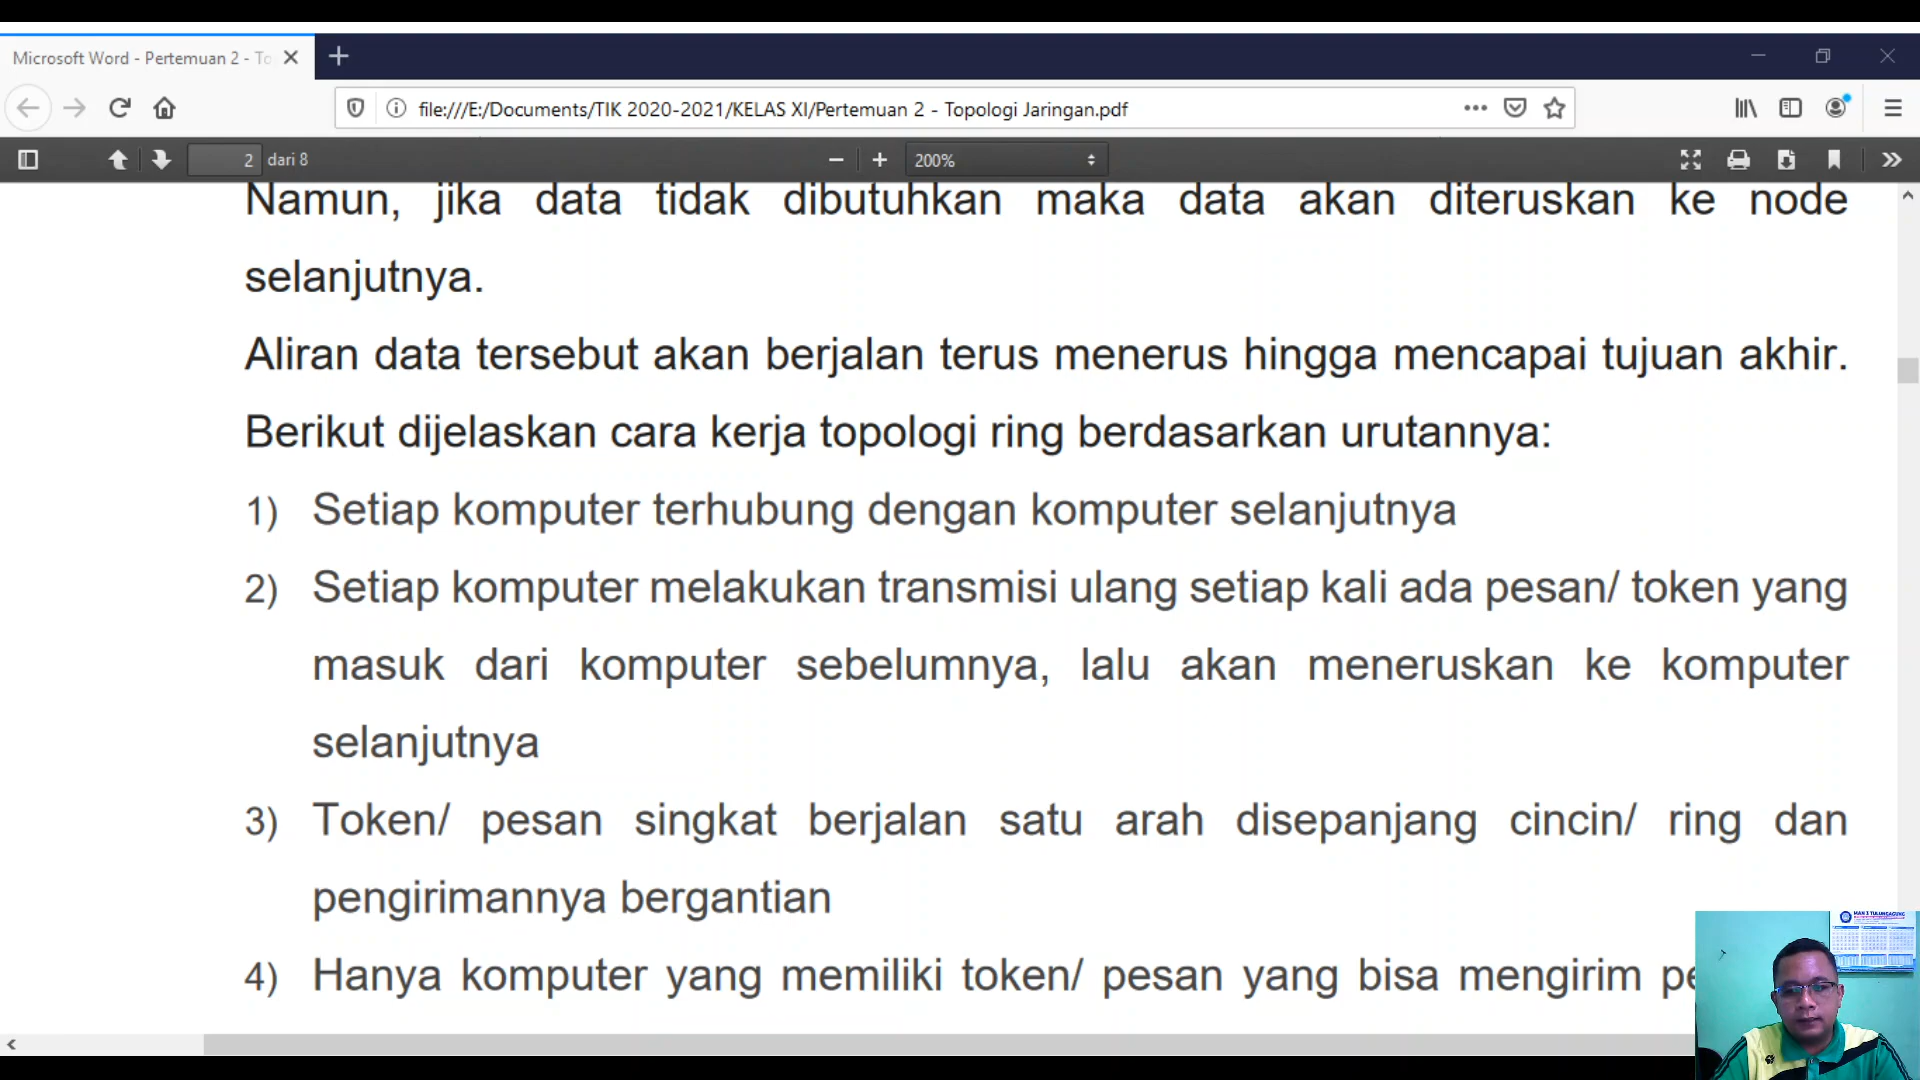 Microsoft Word - Pertemuan 2 - To
file:///E:/Documents/TIK 2020-2021/KELAS XI/Pertemuan 2 - Topologi Jaringan.pdf
2 dari 8
200%
Namun, jika data tidak dibutuhkan maka data akan diteruskan ke node
selanjutnya.
Aliran data tersebut akan berjalan terus menerus hingga mencapai tujuan akhir.
Berikut dijelaskan cara kerja topologi ring berdasarkan urutannya:
1) Setiap komputer terhubung dengan komputer selanjutnya
2) Setiap komputer melakukan transmisi ulang setiap kali ada pesan/ token yang
masuk dari komputer sebelumnya, lalu akan meneruskan ke komputer
selanjutnya
3) Token/ pesan singkat berjalan satu arah disepanjang cincin/ ring dan
pengirimannya bergantian
4) Hanya komputer yang memiliki token/ pesan yang bisa mengirim pe
MAN 3 TULUNGAGUNG